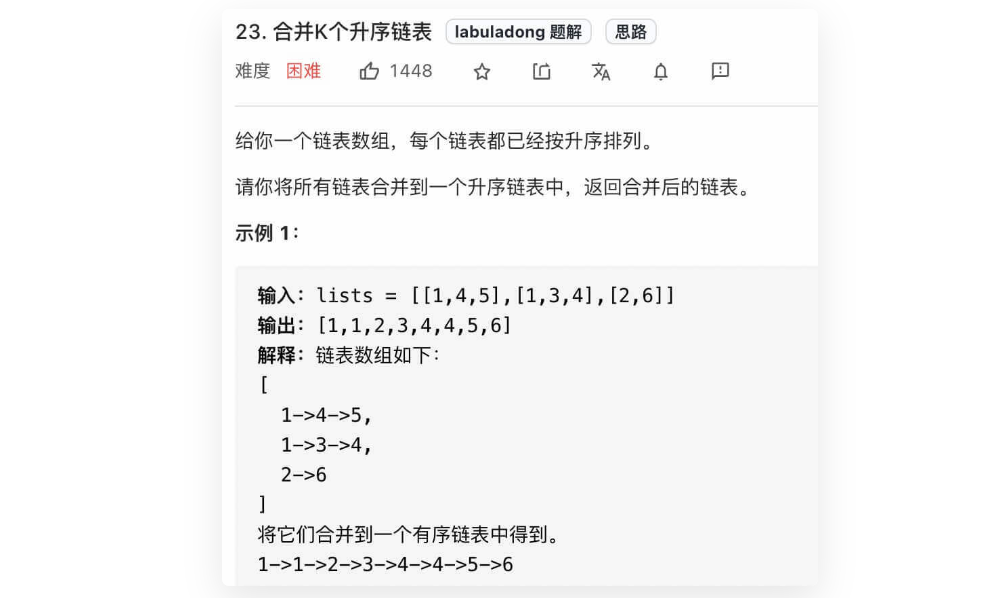 23. 合并K个升序链表 labuladong 题解 思路
难度 困难 1448
给你一个链表数组，每个链表都已经按升序排列。
请你将所有链表合并到一个升序链表中，返回合并后的链表。
示例 1：
输入：lists = [[1,4,5],[1,3,4],[2,6]]
输出：[1,1,2,3,4,4,5,6]
解释：链表数组如下：
[
  1->4->5,
  1->3->4,
  2->6
]
将它们合并到一个有序链表中得到。
1->1->2->3->4->4->5->6